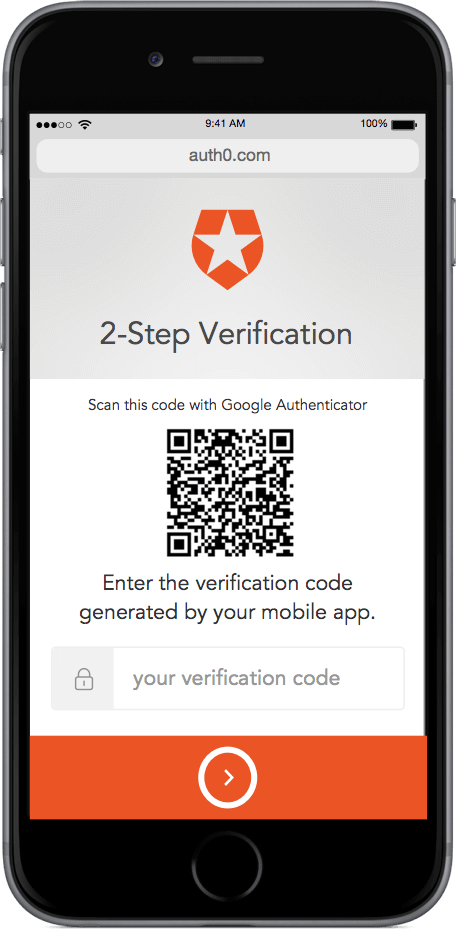 9:41 AM
100%
auth0.com
2-Step Verification
Scan this code with Google Authenticator
Enter the verification code
generated by your mobile app.
your verification code